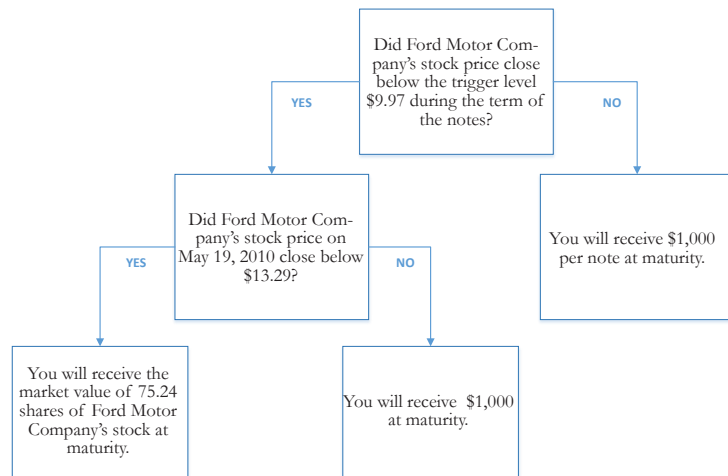 Did Ford Motor Com-
pany's stock price close
below the trigger level
$9.97 during the term of
the notes?
YES
NO
Did Ford Motor Com-
pany's stock price on
May 19, 2010 close below
$13.29?
You will receive $1,000
per note at maturity.
YES
NO
You will receive the
market value of 75.24
shares of Ford Motor
Company's stock at
maturity.
You will receive $1,000
at maturity.